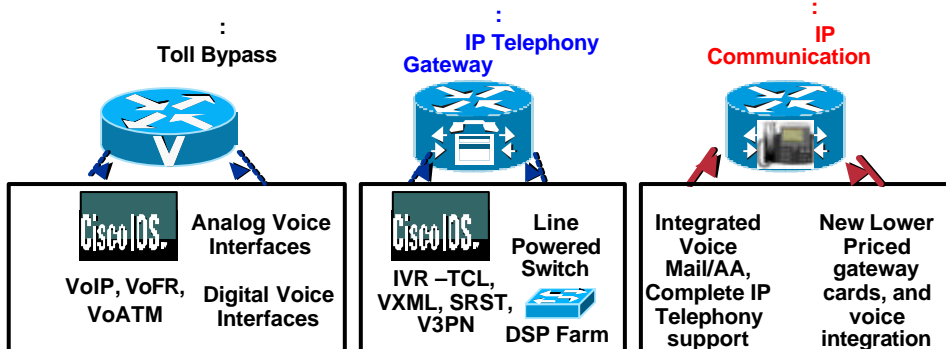 :
Toll Bypass
V
Cisco IOS.
Analog Voice
Interfaces
VoIP, VoFR,
VoATM
Digital Voice
Interfaces
:
IP Telephony
Gateway
Cisco IOS.
Line
Powered
Switch
IVR –TCL,
VXML, SRST,
V3PN
DSP Farm
:
IP
Communication
Integrated
Voice
Mail/AA,
Complete IP
Telephony
support
New Lower
Priced
gateway
cards, and
voice
integration